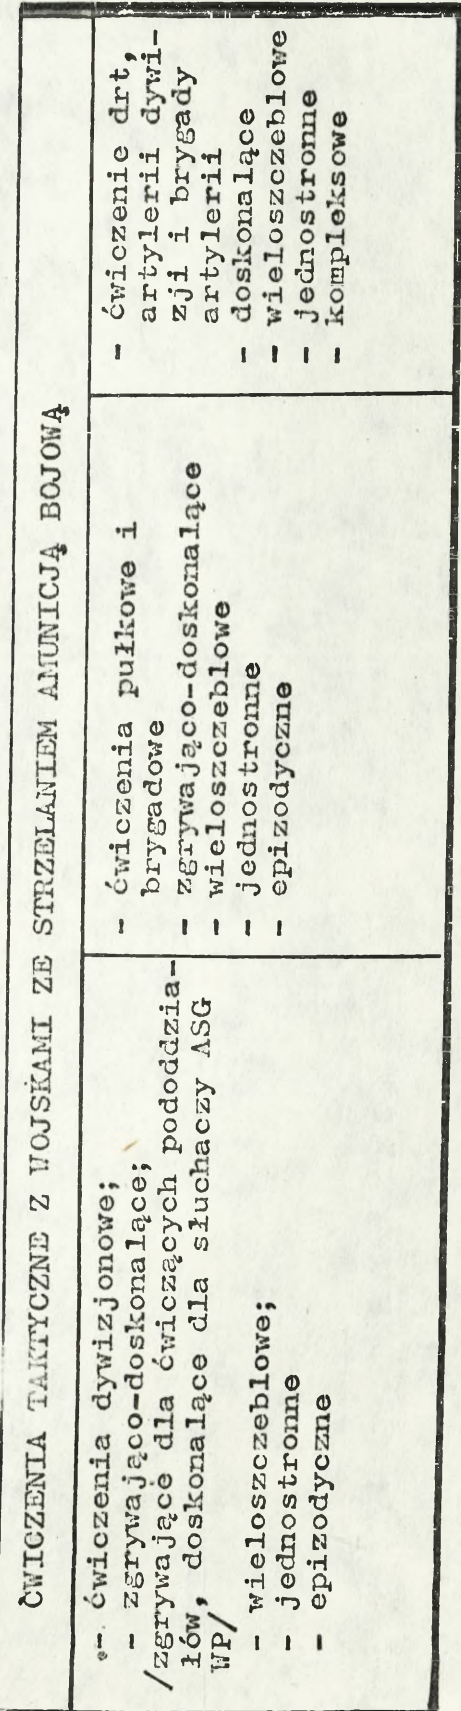 ĆWICZENIA TAKTYCZNE Z WOJSKAMI ZE STRZELANIEM AMUNICJĄ BOJOWĄ
- ćwiczenia dywizjonowe;
- zgrywająco-doskonalące;
/zgrywające dla ćwiczących pododdzia-
łów, doskonalące dla słuchaczy ASG
WP/
- wieloszczeblowe;
- jednostronne
- epizodyczne
- ćwiczenia pułkowe i
brygadowe
- zgrywająco-doskonalące
- wieloszczeblowe
- jednostronne
- epizodyczne
- ćwiczenie drt,
artylerii dywi-
zji i brygady
artylerii
- doskonalące
- wieloszczeblowe
- jednostronne
- kompleksowe